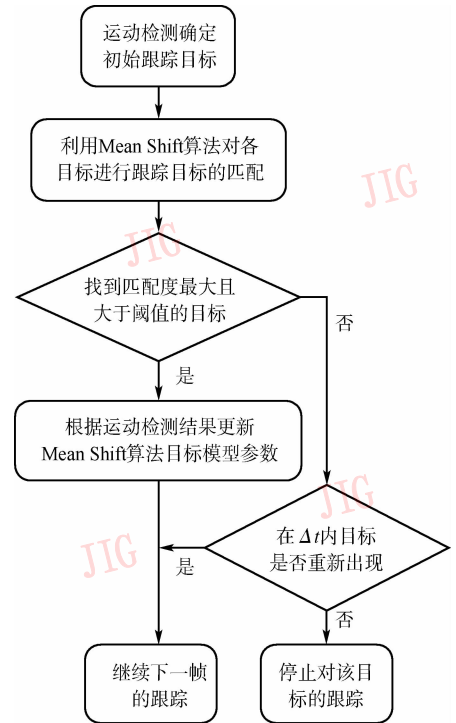 运动检测确定
初始跟踪目标
利用Mean Shift算法对各
目标进行跟踪目标的匹配
JIG
JIG
找到匹配度最大且
大于阈值的目标
否
是
根据运动检测结果更新
Mean Shift算法目标模型参数
JIG
在Δt内目标
是否重新出现
JIG
是
否
继续下一帧
的跟踪
停止对该目
标的跟踪